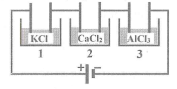 KCl CaCl₂ AlCl₃
1 2 3
+ −